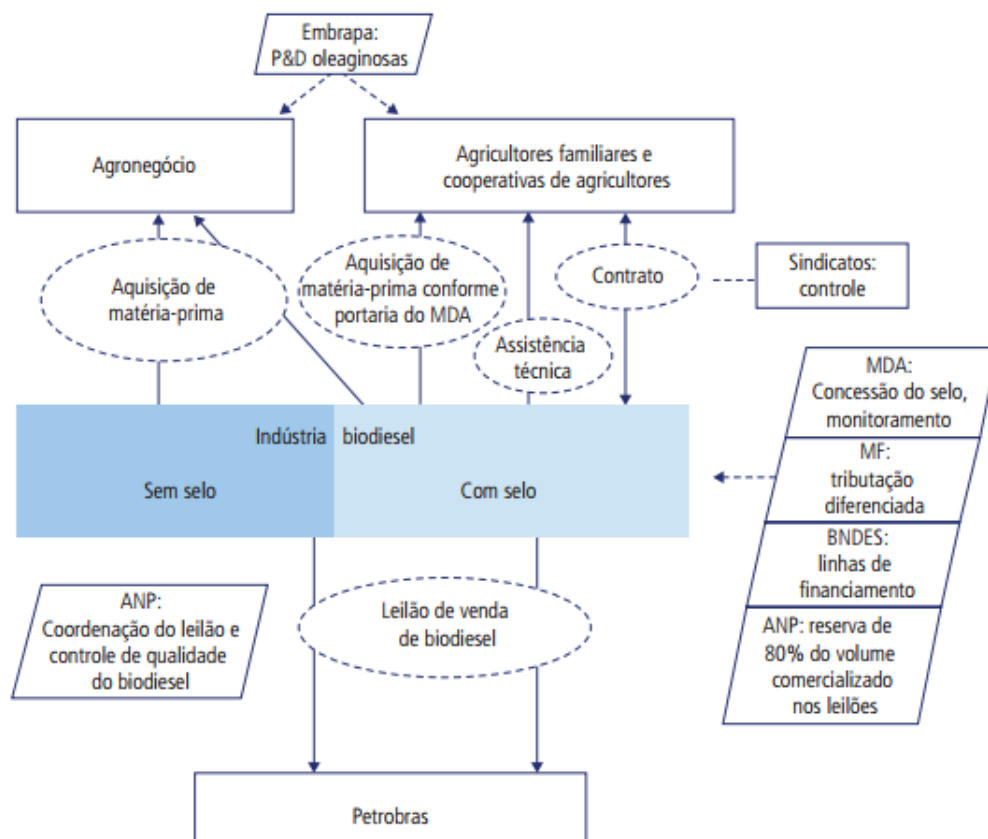 Embrapa:
P&D oleaginosas
Agronegócio
Agricultores familiares e
cooperativas de agricultores
Aquisição de
matéria-prima
Aquisição de
matéria-prima conforme
portaria do MDA
Contrato
Sindicatos:
controle
Assistência
técnica
MDA:
Concessão do selo,
monitoramento
MF:
tributação
diferenciada
BNDES:
linhas de
financiamento
ANP: reserva de
80% do volume
comercializado
nos leilões
Indústria biodiesel
Sem selo
Com selo
ANP:
Coordenação do leilão e
controle de qualidade
do biodiesel
Leilão de venda
de biodiesel
Petrobras